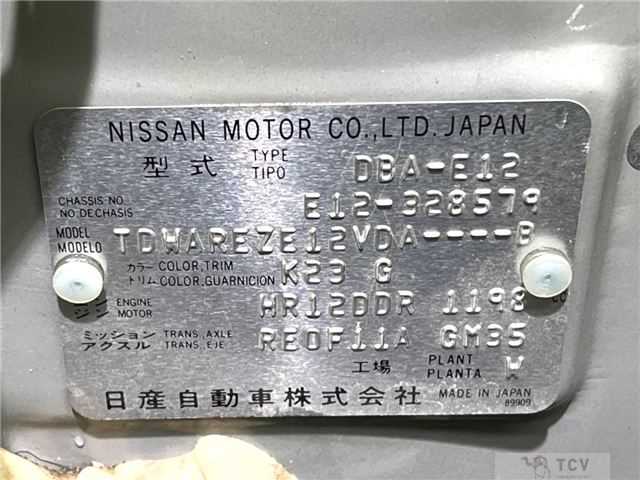 NISSAN MOTOR CO.,LTD. JAPAN
型式 TYPE TIPO DBA-E12
CHASSIS NO. NO. DE CHASIS E12-328579
MODEL MODELO TDWAREZE12VDA----B
カラー トリム COLOR, TRIM COLOR, GUARNICION K23 G
エンジン ENGINE MOTOR HR12DDR 1198 CC
ミッション アクスル TRANS. AXLE TRANS. EJE RE0F11A GM35
工場 PLANT PLANTA W
日産自動車株式会社 MADE IN JAPAN
89909
TCV